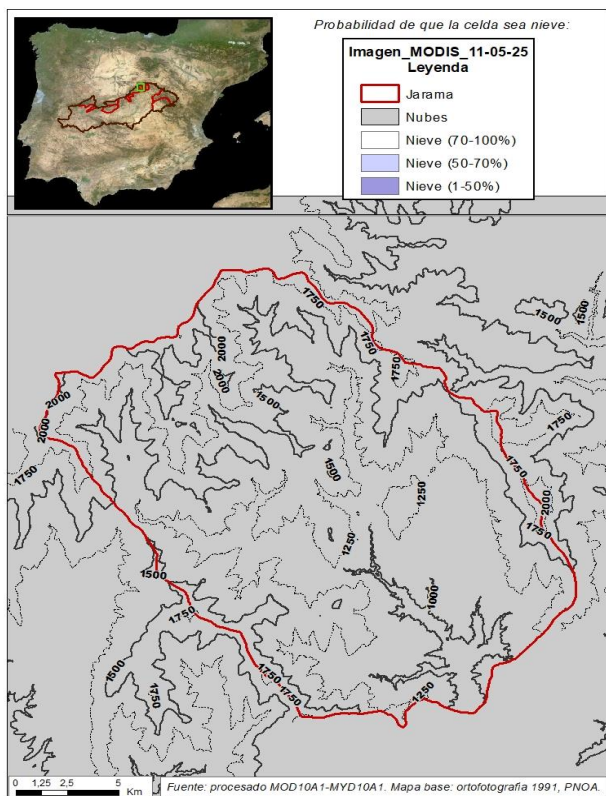 Probabilidad de que la celda sea nieve:
Imagen_MODIS_11-05-25
Leyenda
Jarama
Nubes
Nieve (70-100%)
Nieve (50-70%)
Nieve (1-50%)
1750
1500
1500
2000
1750
1750
2000
2000
1500
2000
1750
1750
1500
1750
1250
2000
1250
1750
1500
1000
1750
1500
1750
1750
1750
1250
0 1,25 2,5 5
Km
Fuente: procesado MOD10A1-MYD10A1. Mapa base: ortofotografia 1991, PNOA.